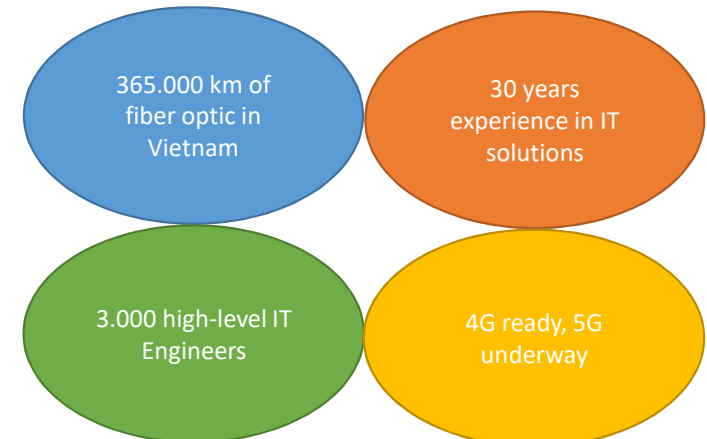 365.000 km of
fiber optic in
Vietnam
30 years
experience in IT
solutions
3.000 high-level IT
Engineers
4G ready, 5G
underway